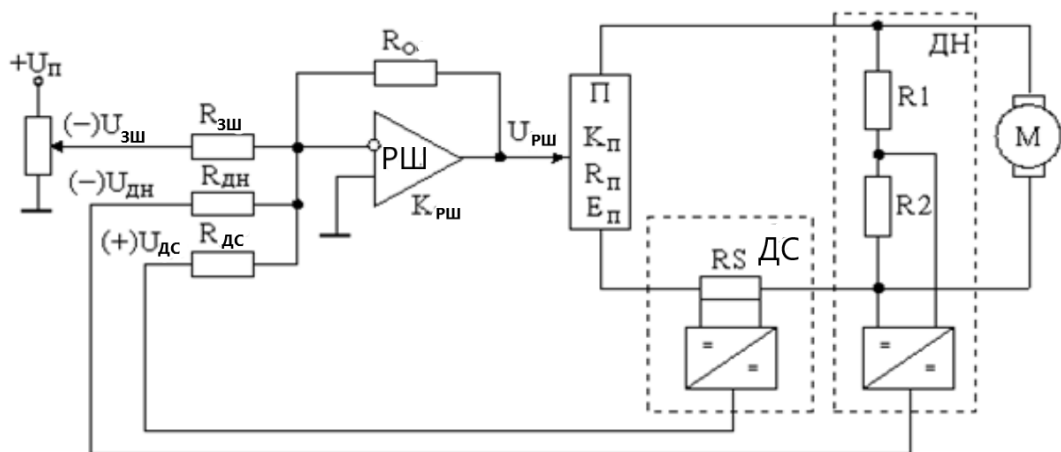 +Uп
(−)Uзш
Rзш
Rо
РШ
Kрш
Uрш
(−)Uдн
Rдн
(+)Uдс
Rдс
П
Kп
Rп
Eп
RS
ДС
=
=
ДН
R1
R2
=
=
М